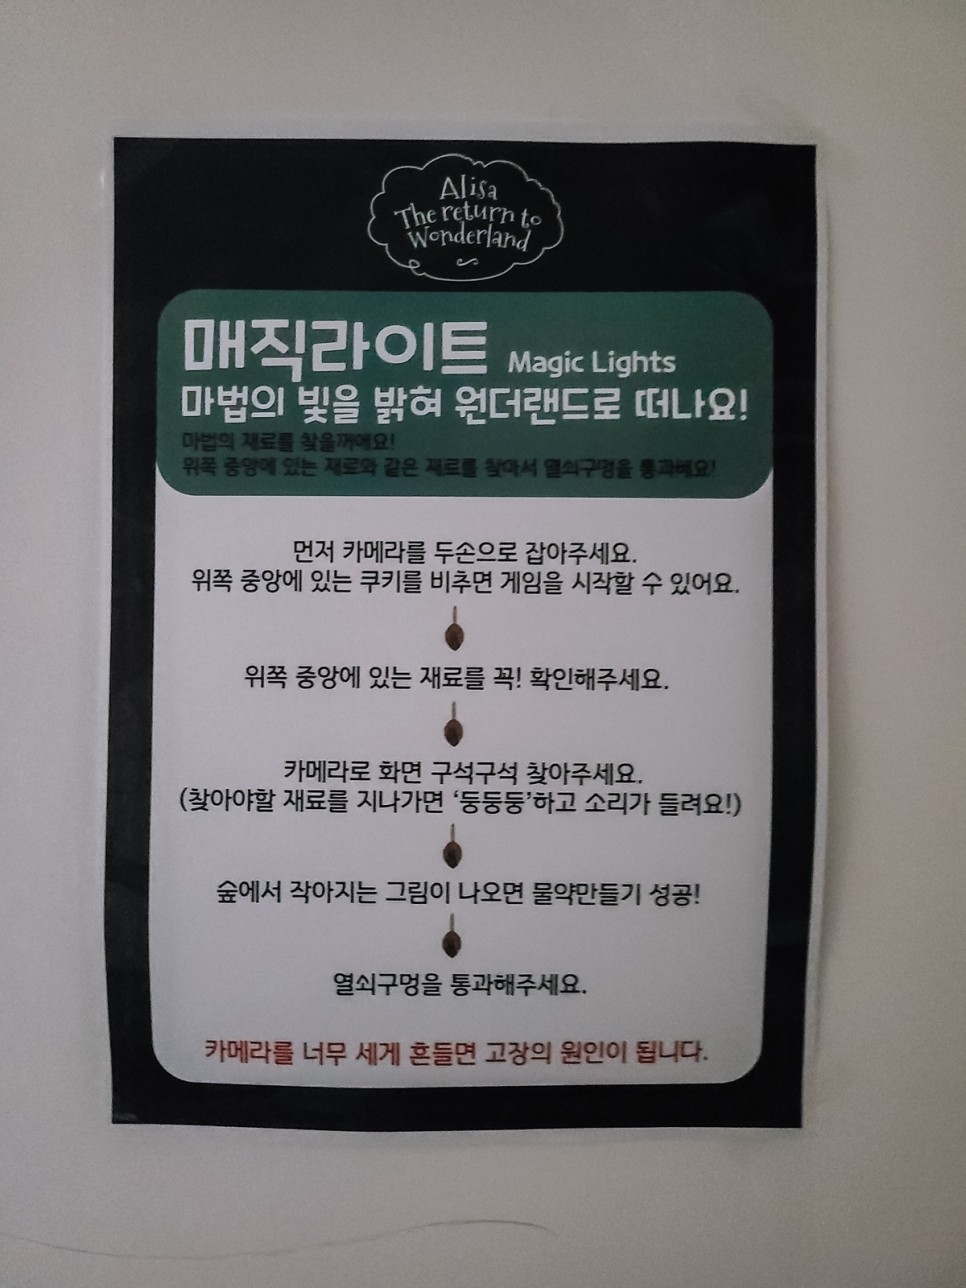 Alisa
The return to
Wonderland
매직라이트 Magic Lights
마법의 빛을 밝혀 원더랜드로 떠나요!
마법의 재료를 찾을꺼에요!
위쪽 중앙에 있는 재료와 같은 재료를 찾아서 열쇠구멍을 통과해요!
먼저 카메라를 두손으로 잡아주세요.
위쪽 중앙에 있는 쿠키를 비추면 게임을 시작할 수 있어요.
위쪽 중앙에 있는 재료를 꼭! 확인해주세요.
카메라로 화면 구석구석 찾아주세요.
(찾아야할 재료를 지나가면 ‘둥둥둥’하고 소리가 들려요!)
숲에서 작아지는 그림이 나오면 물약만들기 성공!
열쇠구멍을 통과해주세요.
카메라를 너무 세게 흔들면 고장의 원인이 됩니다.